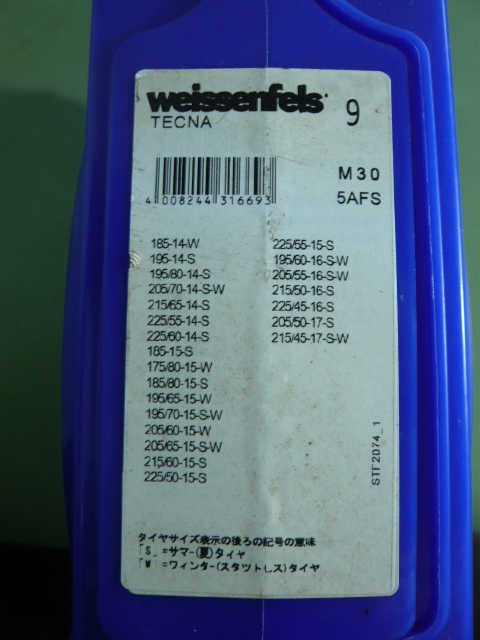 weissenfels 9
TECNA
M30
5AFS
4 008244 316693
185-14-W
195-14-S
195/80-14-S
205/70-14-S-W
215/65-14-S
225/55-14-S
225/60-14-S
185-15-S
175/80-15-W
185/80-15-S
195/65-15-W
195/70-15-S-W
205/60-15-W
205/65-15-S-W
215/60-15-S
225/50-15-S
225/55-15-S
195/60-16-S-W
205/55-16-S-W
215/50-16-S
225/45-16-S
205/50-17-S
215/45-17-S-W
STF2074_1
タイヤサイズ表示の後ろの記号の意味
「S」=サマー(夏)タイヤ
「W」=ウィンター(スタットレス)タイヤ